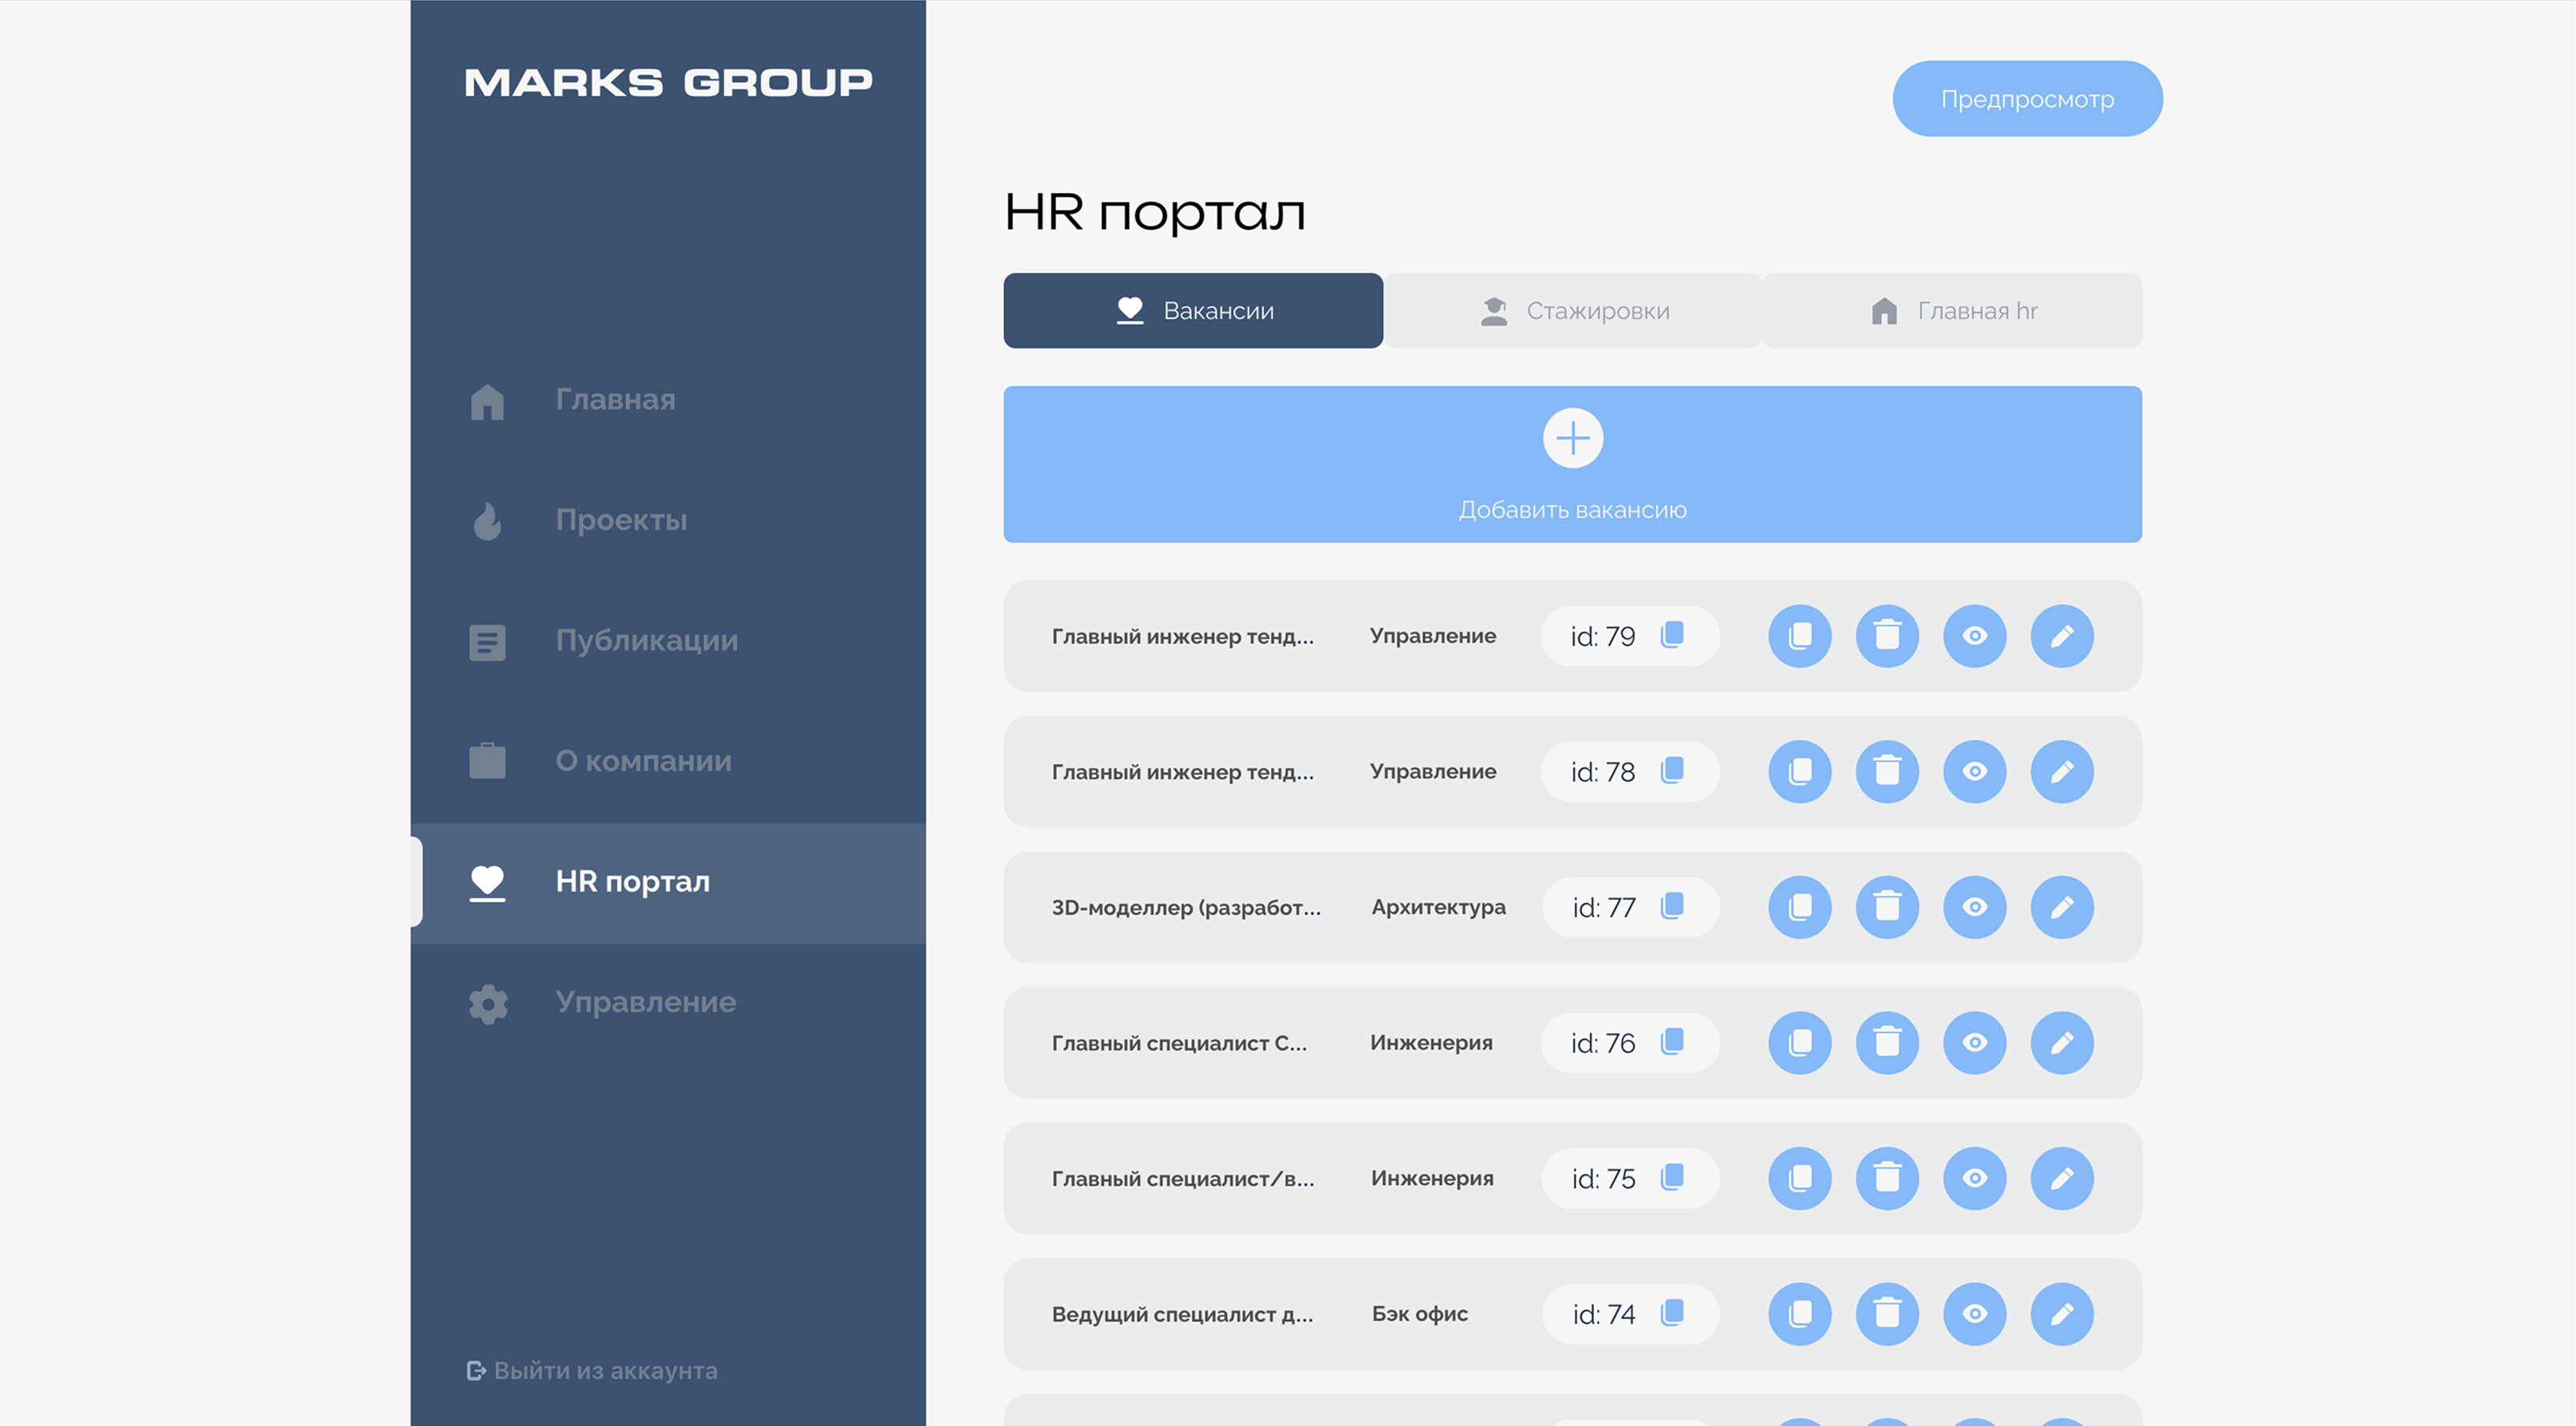 MARKS GROUP
Предпросмотр
HR портал
Вакансии
Стажировки
Главная hr
Добавить вакансию
Главная
Проекты
Публикации
О компании
HR портал
Управление
Выйти из аккаунта
Главный инженер тенд... Управление id: 79
Главный инженер тенд... Управление id: 78
3D-моделлер (разработ... Архитектура id: 77
Главный специалист С... Инженерия id: 76
Главный специалист/в... Инженерия id: 75
Ведущий специалист д... Бэк офис id: 74